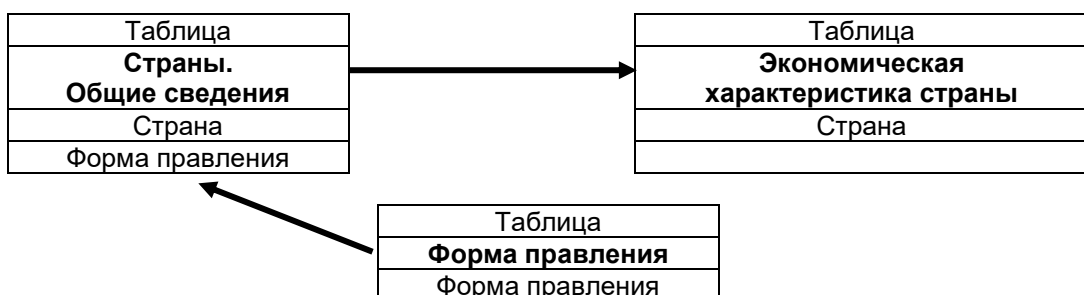 Таблица
Страны.
Общие сведения
Страна
Форма правления
Таблица
Экономическая
характеристика страны
Страна
Таблица
Форма правления
Форма правления